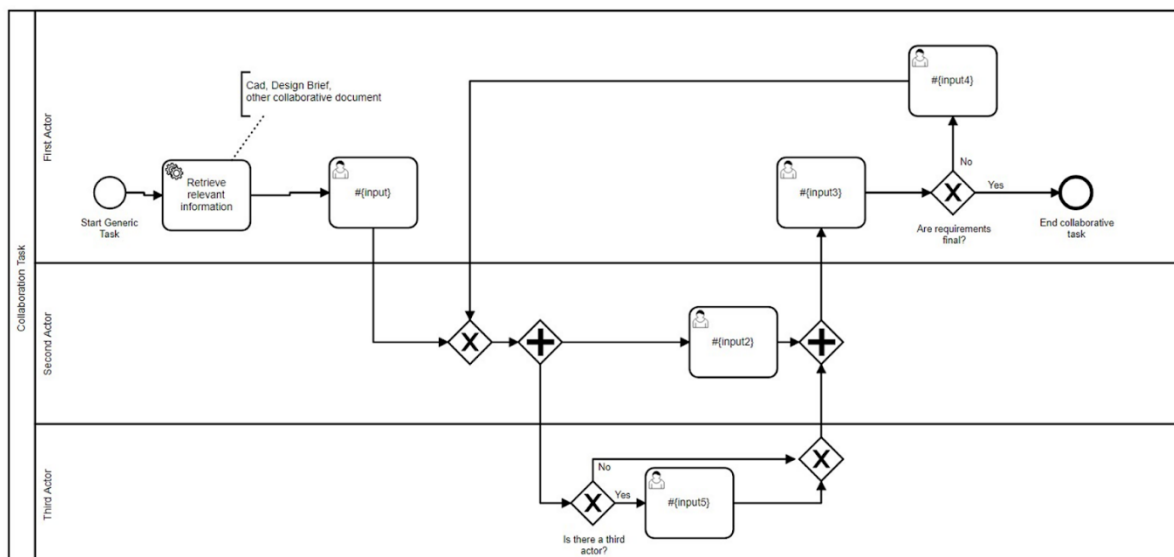 Collaboration Task
First Actor
Cad, Design Brief,
other collaborative document
Start Generic
Task
Retrieve
relevant
information
#{input}
#{input4}
#{input3}
No
Yes
Are requirements
final?
End collaborative
task
Second Actor
#{input2}
Third Actor
No
Yes
Is there a third
actor?
#{input5}